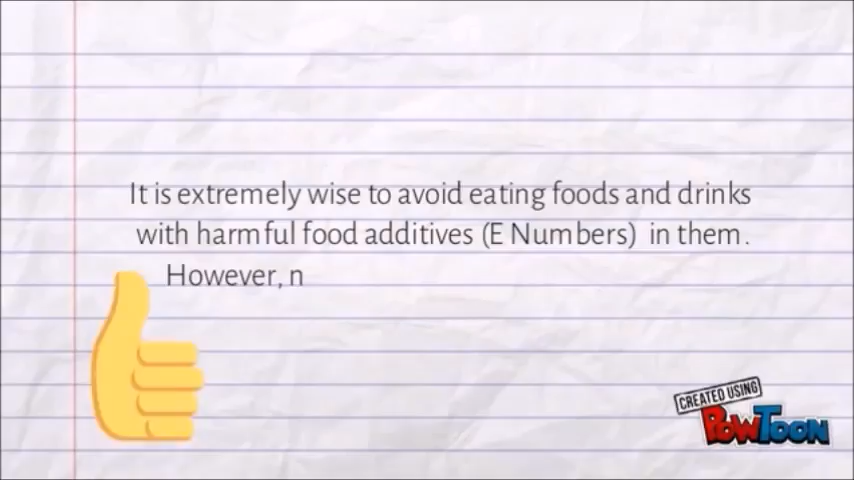 It is extremely wise to avoid eating foods and drinks
with harmful food additives (E Numbers) in them.
However, n
CREATED USING
POWTOON